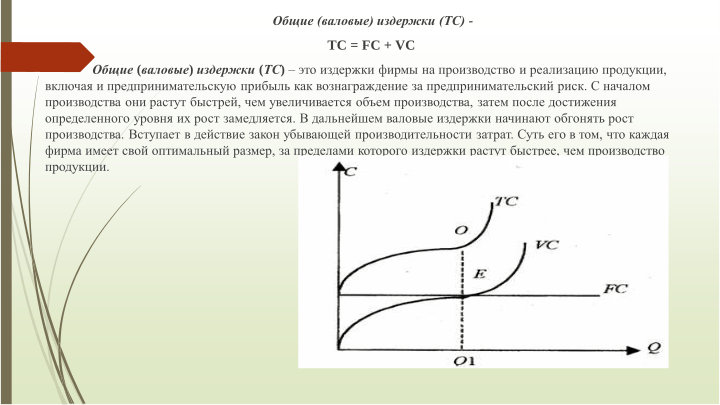 Общие (валовые) издержки (ТС) -
ТС = FC + VC
Общие (валовые) издержки (ТС) – это издержки фирмы на производство и реализацию продукции,
включая и предпринимательскую прибыль как вознаграждение за предпринимательский риск. С началом
производства они растут быстрей, чем увеличивается объем производства, затем после достижения
определенного уровня их рост замедляется. В дальнейшем валовые издержки начинают обгонять рост
производства. Вступает в действие закон убывающей производительности затрат. Суть его в том, что каждая
фирма имеет свой оптимальный размер, за пределами которого издержки растут быстрее, чем производство
продукции.
C
TC
O
VC
E
FC
Q
Q1